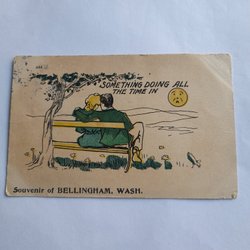 SOMETHING DOING ALL
THE TIME IN
Souvenir of BELLINGHAM, WASH.